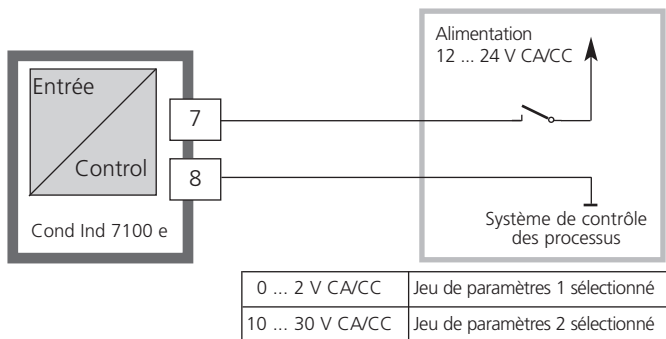 Alimentation
12 ... 24 V CA/CC
Entrée
Control
7
8
Cond Ind 7100 e
Système de contrôle
des processus
0 ... 2 V CA/CC Jeu de paramètres 1 sélectionné
10 ... 30 V CA/CC Jeu de paramètres 2 sélectionné